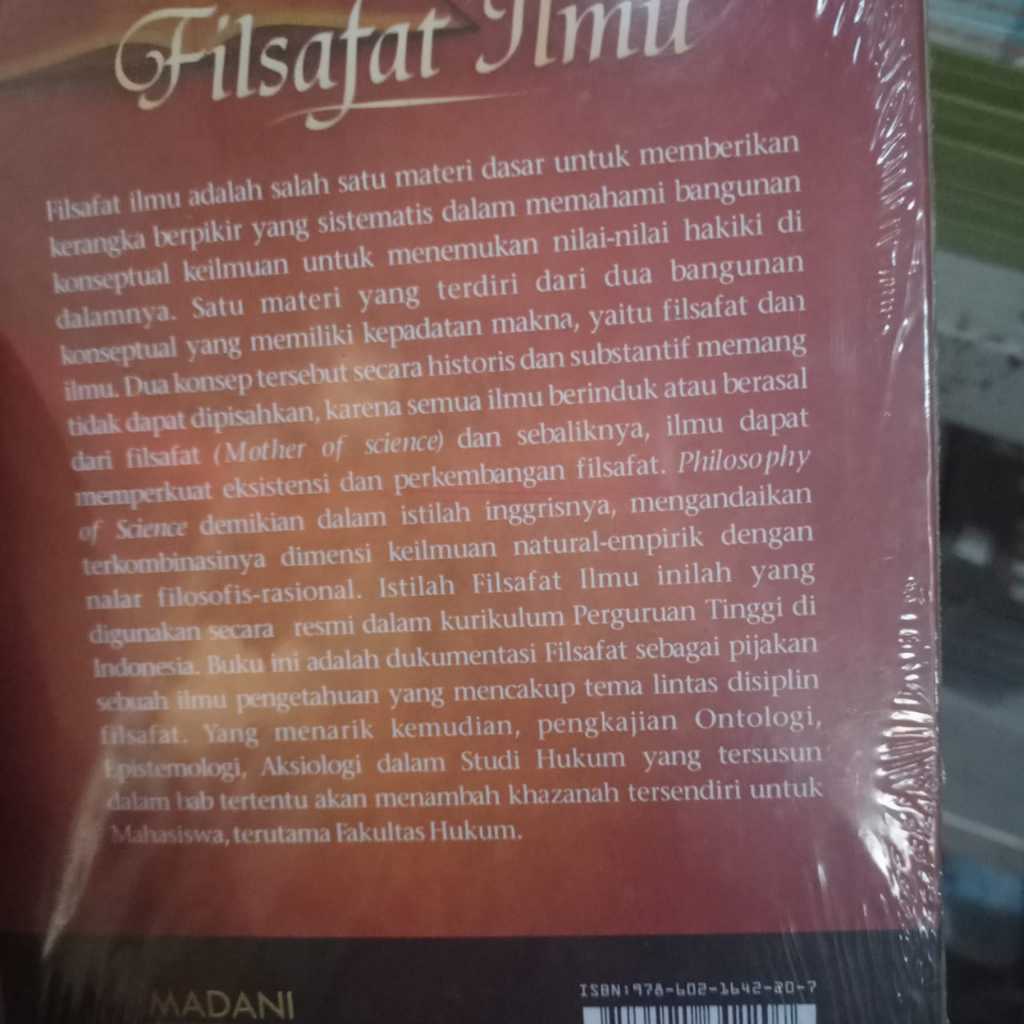 Filsafat Ilmu
Filsafat ilmu adalah salah satu materi dasar untuk memberikan
kerangka berpikir yang sistematis dalam memahami bangunan
konseptual keilmuan untuk menemukan nilai-nilai hakiki di
dalamnya. Satu materi yang terdiri dari dua bangunan
konseptual yang memiliki kepadatan makna, yaitu filsafat dan
ilmu. Dua konsep tersebut secara historis dan substantif memang
tidak dapat dipisahkan, karena semua ilmu berinduk atau berasal
dari filsafat (Mother of science) dan sebaliknya, ilmu dapat
memperkuat eksistensi dan perkembangan filsafat. Philosophy
of Science demikian dalam istilah inggrisnya, mengandaikan
terkombinasinya dimensi keilmuan natural-empirik dengan
nalar filosofis-rasional. Istilah Filsafat Ilmu inilah yang
digunakan secara resmi dalam kurikulum Perguruan Tinggi di
Indonesia. Buku ini adalah dukumentasi Filsafat sebagai pijakan
sebuah ilmu pengetahuan yang mencakup tema lintas disiplin
filsafat. Yang menarik kemudian, pengkajian Ontologi,
Epistemologi, Aksiologi dalam Studi Hukum yang tersusun
dalam bab tertentu akan menambah khazanah tersendiri untuk
Mahasiswa, terutama Fakultas Hukum.
MADANI
ISBN:978-602-1642-20-7